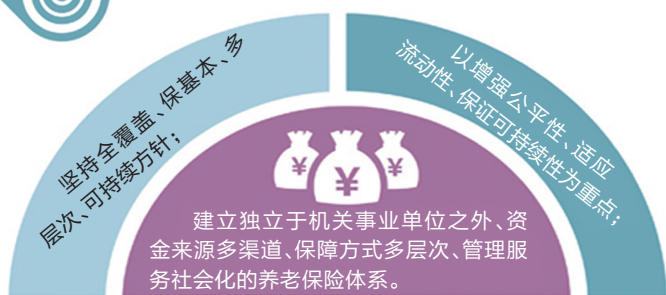 坚持全覆盖、保基本、多
层次、可持续方针；
以增强公平性、适应
流动性、保证可持续性为重点；
¥ ¥ ¥
建立独立于机关事业单位之外、资
金来源多渠道、保障方式多层次、管理服
务社会化的养老保险体系。